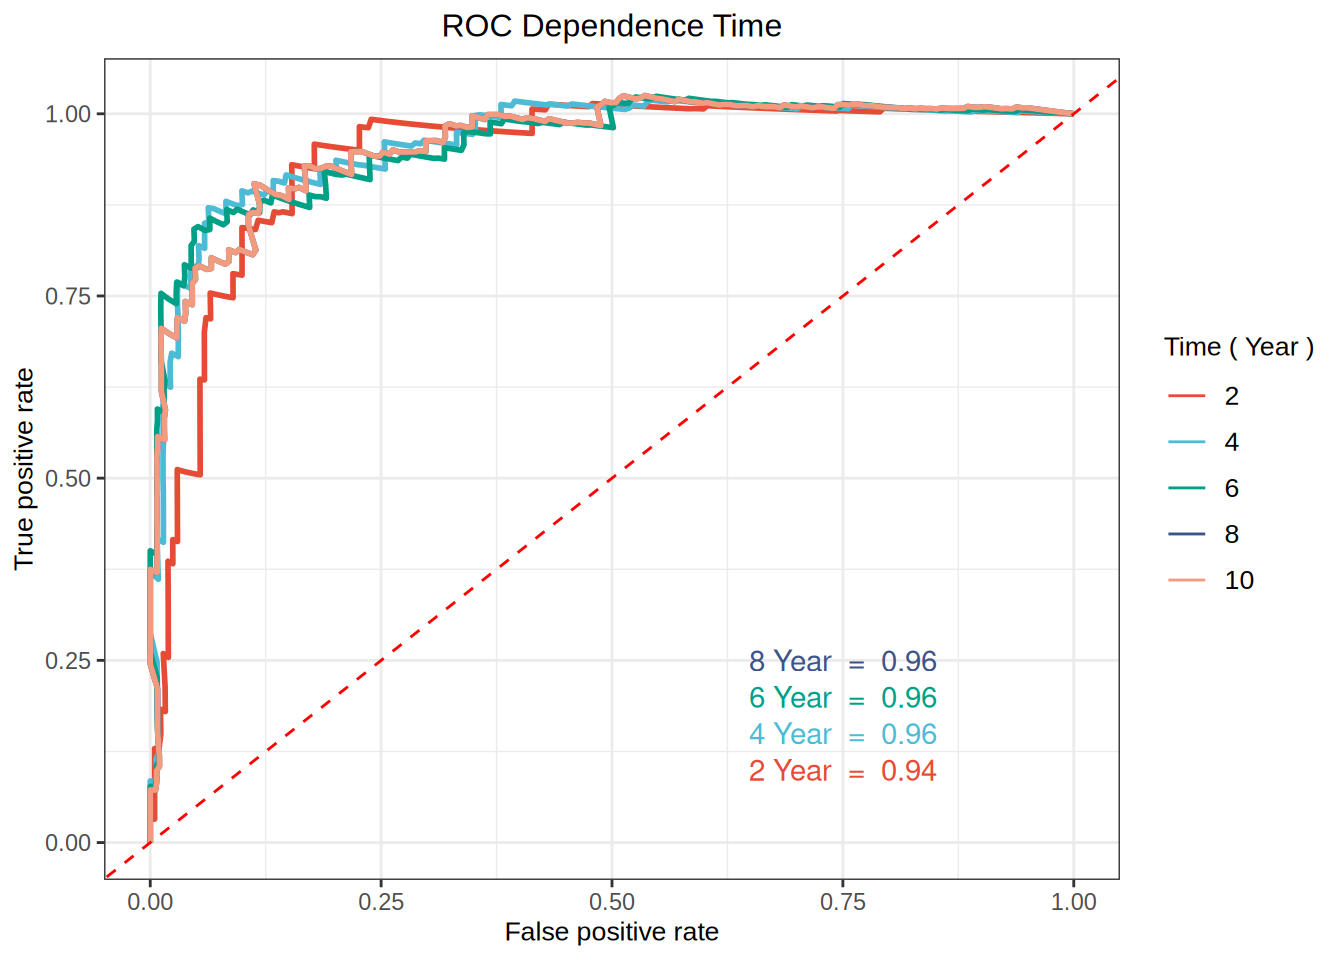 ROC Dependence Time
True positive rate
1.00
0.75
0.50
0.25
0.00
0.00 0.25 0.50 0.75 1.00
False positive rate
8 Year = 0.96
6 Year = 0.96
4 Year = 0.96
2 Year = 0.94
Time ( Year )
2
4
6
8
10